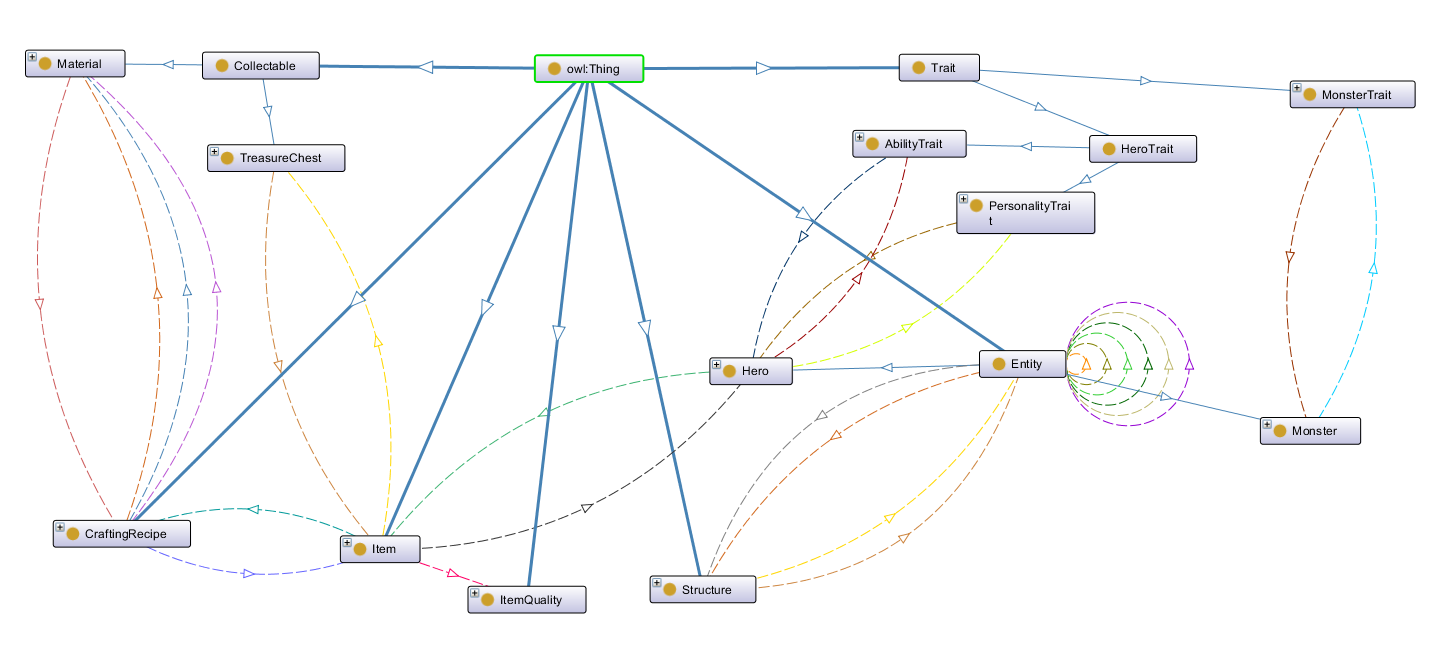 Material
Collectable
owl:Thing
Trait
MonsterTrait
TreasureChest
AbilityTrait
HeroTrait
PersonalityTrai
t
Hero
Entity
Monster
CraftingRecipe
Item
ItemQuality
Structure